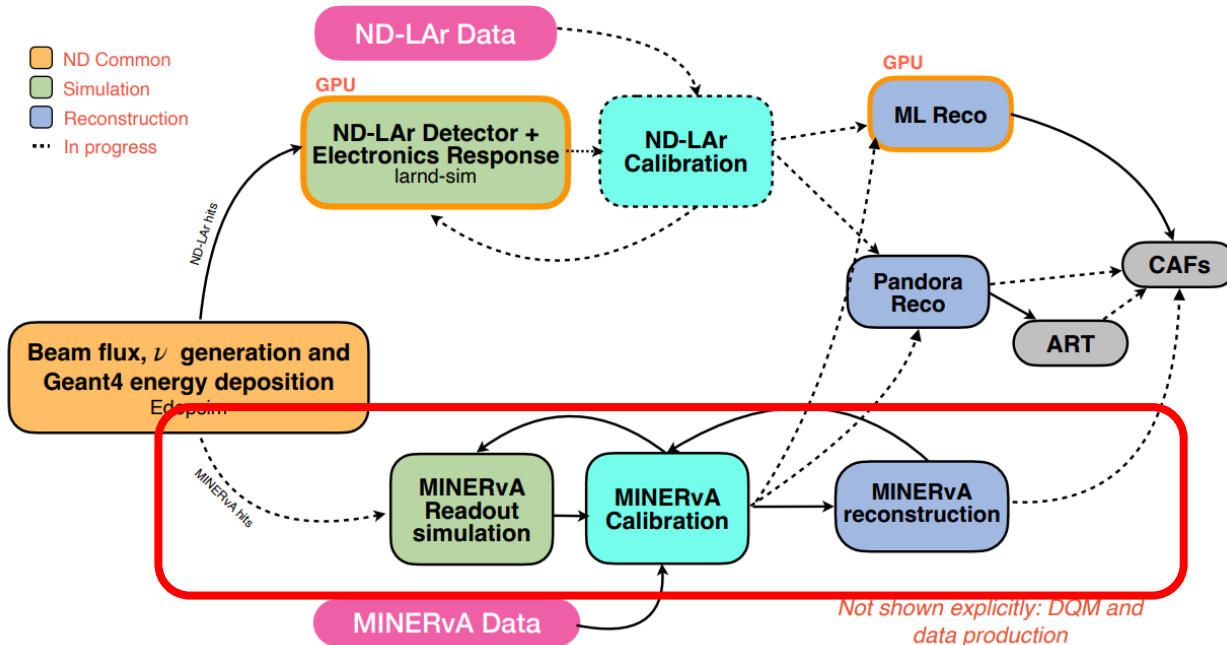 ND-LAr Data
ND Common
Simulation
Reconstruction
In progress
GPU
ND-LAr Detector +
Electronics Response
larnd-sim
ND-LAr
Calibration
GPU
ML Reco
ND-LAr hits
Pandora
Reco
CAFs
ART
Beam flux, ν generation and
Geant4 energy deposition
Edepsim
MINERvA hits
MINERvA
Readout
simulation
MINERvA
Calibration
MINERvA
reconstruction
MINERvA Data
Not shown explicitly: DQM and
data production